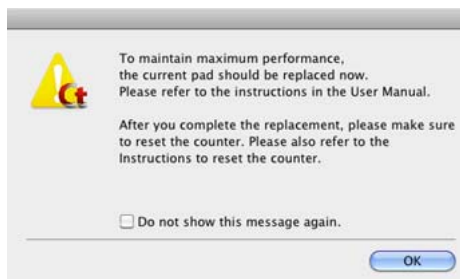 Ct
To maintain maximum performance,
the current pad should be replaced now.
Please refer to the instructions in the User Manual.
After you complete the replacement, please make sure
to reset the counter. Please also refer to the
Instructions to reset the counter.
Do not show this message again.
OK